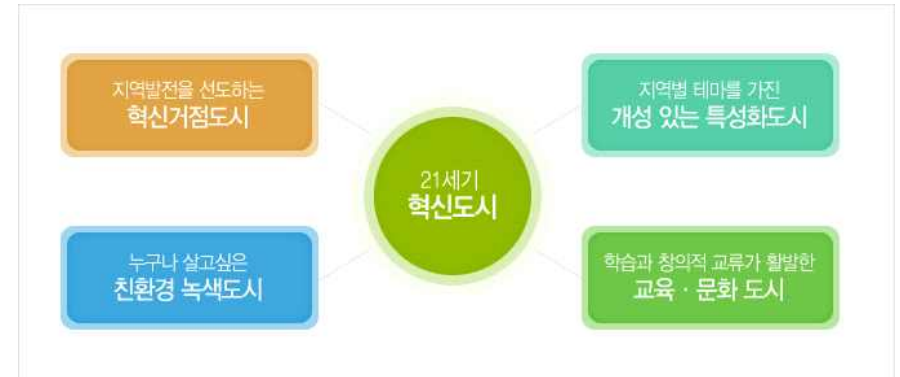 지역발전을 선도하는
혁신거점도시
지역별 테마를 가진
개성 있는 특성화도시
21세기
혁신도시
누구나 살고싶은
친환경 녹색도시
학습과 창의적 교류가 활발한
교육 · 문화 도시